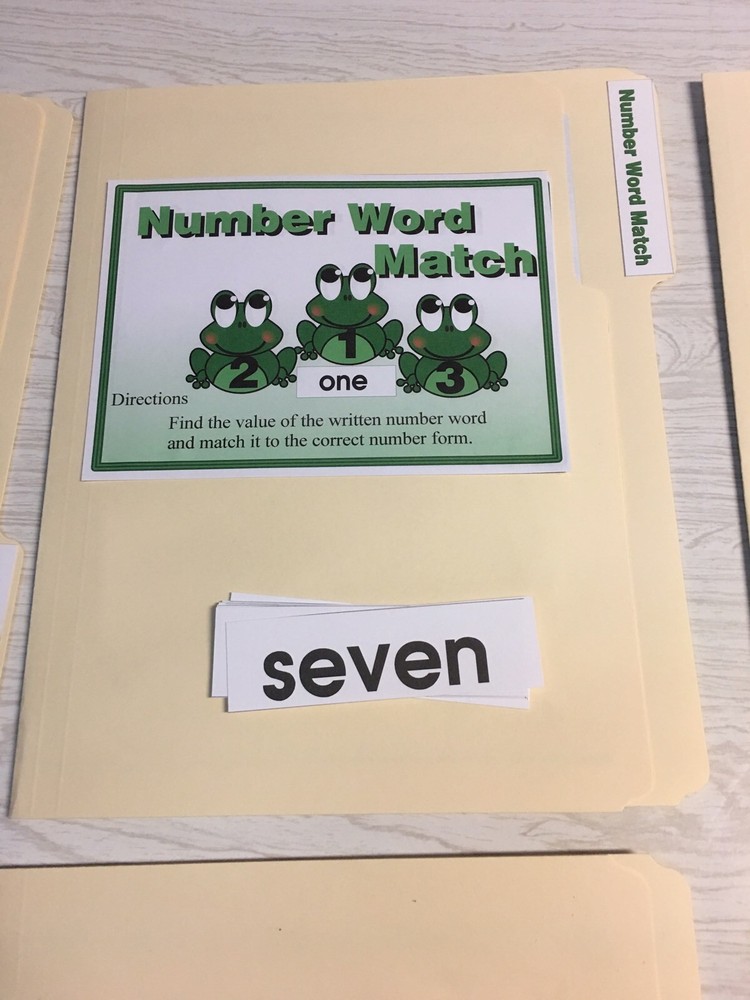 Number Word Match
Number Word
Match
2 1 3
one
Directions
Find the value of the written number word
and match it to the correct number form.
seven